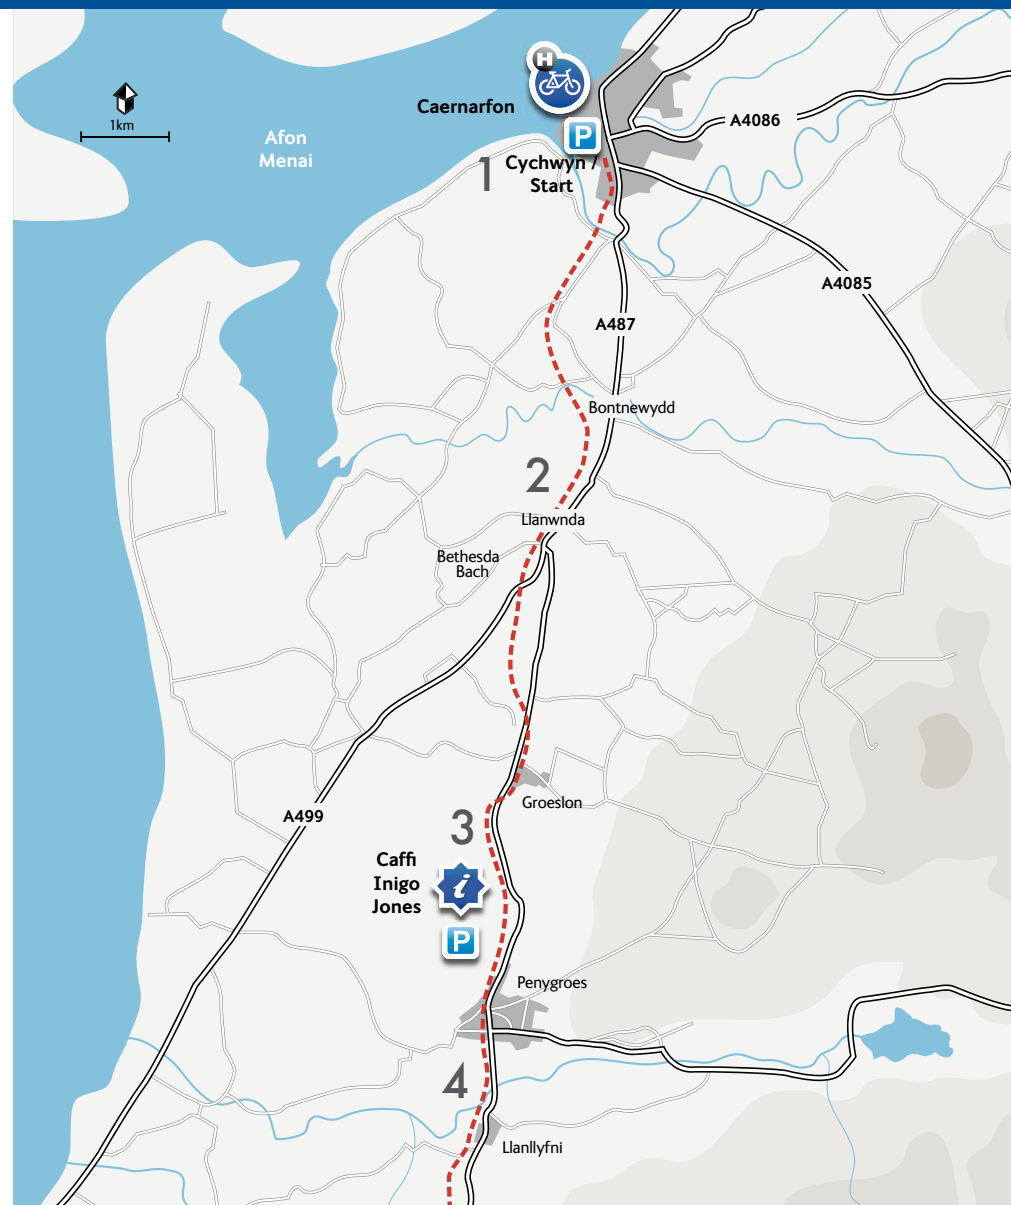 H
Caernarfon
A4086
1km
Afon
Menai
P
1
Cychwyn /
Start
A4085
A487
Bontnewydd
2
Llanwnda
Bethesda
Bach
Groeslon
A499
3
Caffi
Inigo
Jones
i
P
Penygroes
4
Llanllyfni